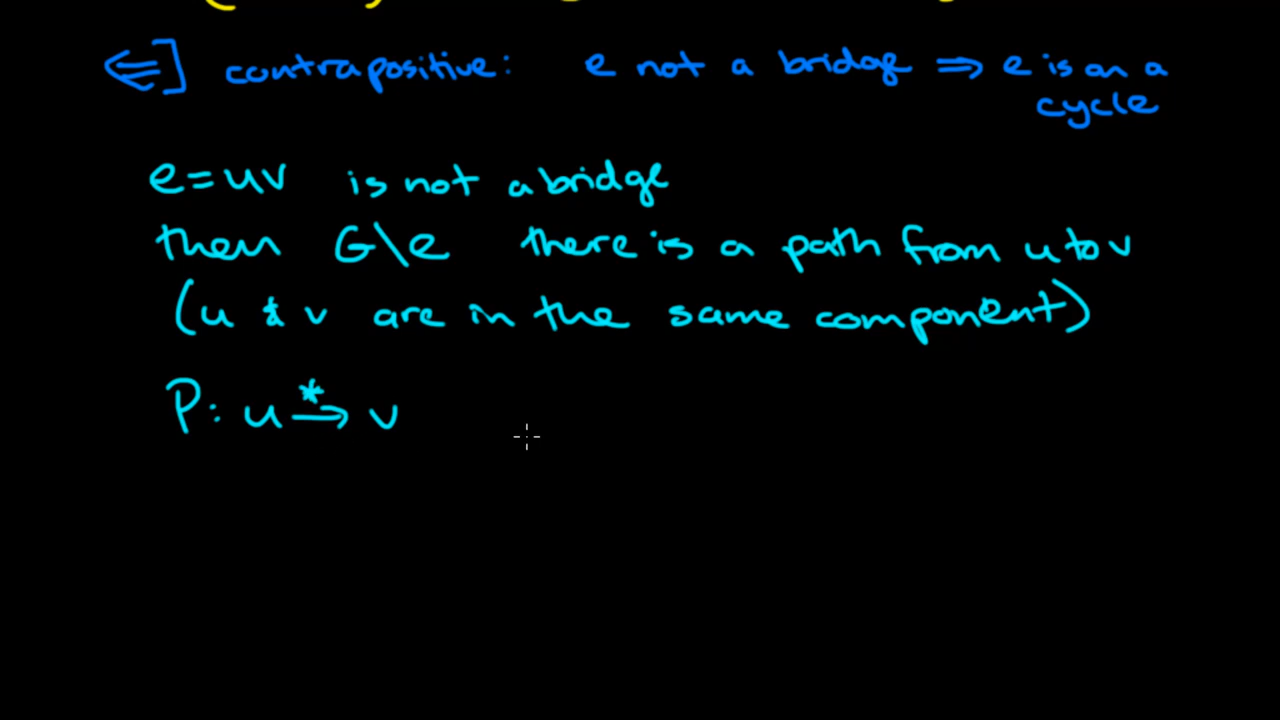 ⇐] contrapositive: e not a bridge ⇒ e is on a
cycle
e=uv is not a bridge
then G\e there is a path from u to v
(u & v are in the same component)
P: u →* v